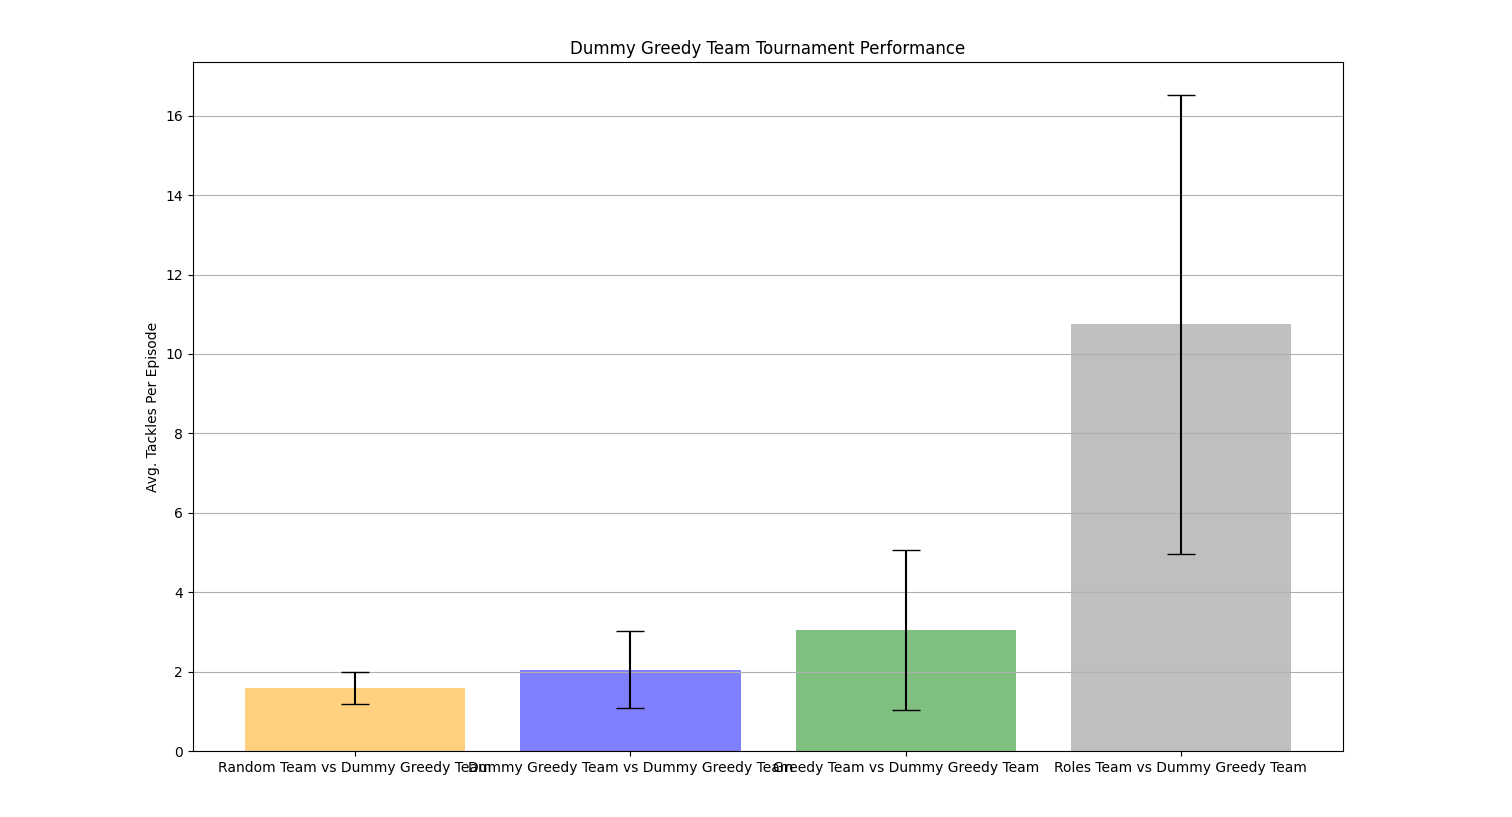 Dummy Greedy Team Tournament Performance
Avg. Tackles Per Episode
16
14
12
10
8
6
4
2
0
Random Team vs Dummy Greedy Team
Dummy Greedy Team vs Dummy Greedy Team
Greedy Team vs Dummy Greedy Team
Roles Team vs Dummy Greedy Team